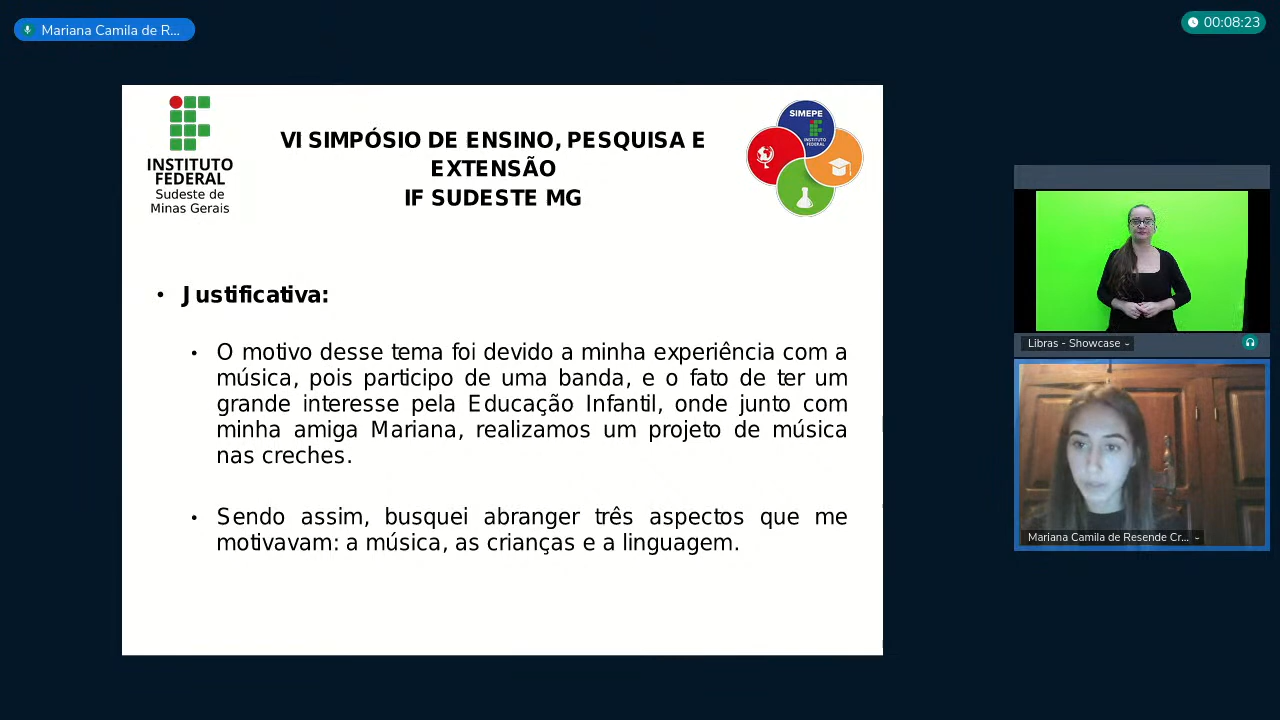 Mariana Camila de R...
00:08:23
INSTITUTO
FEDERAL
Sudeste de
Minas Gerais
VI SIMPÓSIO DE ENSINO, PESQUISA E
EXTENSÃO
IF SUDESTE MG
SIMEPE
INSTITUTO
FEDERAL
• Justificativa:
• O motivo desse tema foi devido a minha experiência com a
música, pois participo de uma banda, e o fato de ter um
grande interesse pela Educação Infantil, onde junto com
minha amiga Mariana, realizamos um projeto de música
nas creches.
• Sendo assim, busquei abranger três aspectos que me
motivavam: a música, as crianças e a linguagem.
Libras - Showcase
Mariana Camila de Resende Cr...